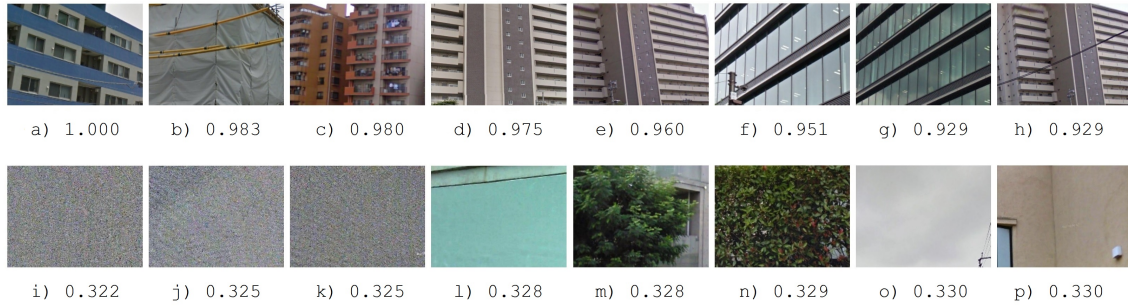 a) 1.000 b) 0.983 c) 0.980 d) 0.975 e) 0.960 f) 0.951 g) 0.929 h) 0.929
i) 0.322 j) 0.325 k) 0.325 l) 0.328 m) 0.328 n) 0.329 o) 0.330 p) 0.330